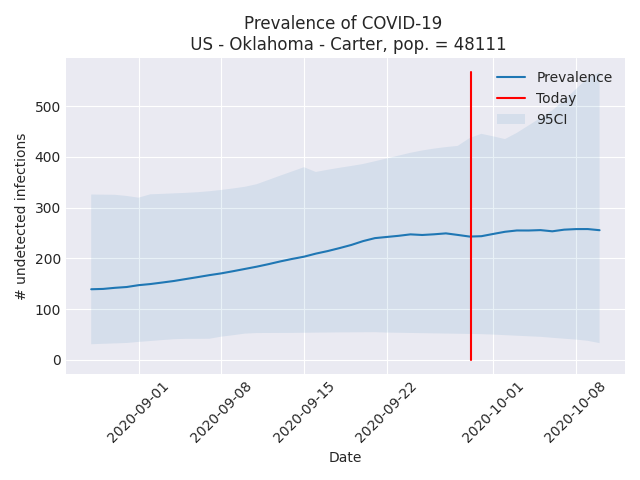 Prevalence of COVID-19
US - Oklahoma - Carter, pop. = 48111
Prevalence
Today
95CI
# undetected infections
500
400
300
200
100
0
2020-09-01
2020-09-08
2020-09-15
2020-09-22
2020-10-01
2020-10-08
Date